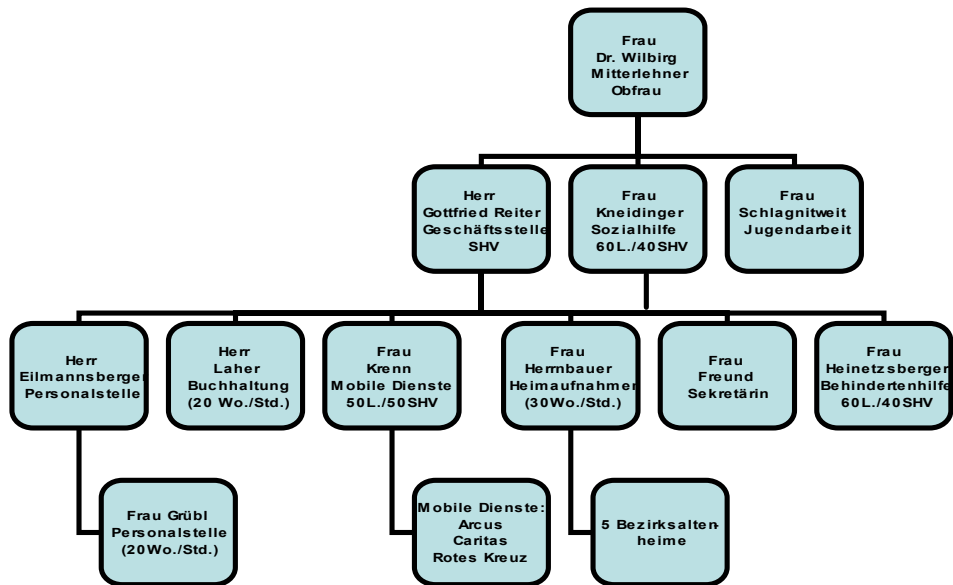 Frau
Dr. Wilbirg
Mitterlehner
Obfrau
Herr
Gottfried Reiter
Geschäftsstelle
SHV
Frau
Kneidinger
Sozialhilfe
60L./40SHV
Frau
Schlagnitweit
Jugendarbeit
Herr
Eilmannsberger
Personalstelle
Herr
Laher
Buchhaltung
(20 Wo./Std.)
Frau
Krenn
Mobile Dienste
50L./50SHV
Frau
Herrnbauer
Heimaufnahmen
(30Wo./Std.)
Frau
Freund
Sekretärin
Frau
Heinetzsberger
Behindertenhilfe
60L./40SHV
Frau Grübl
Personalstelle
(20Wo./Std.)
Mobile Dienste:
Arcus
Caritas
Rotes Kreuz
5 Bezirksalten-
heime